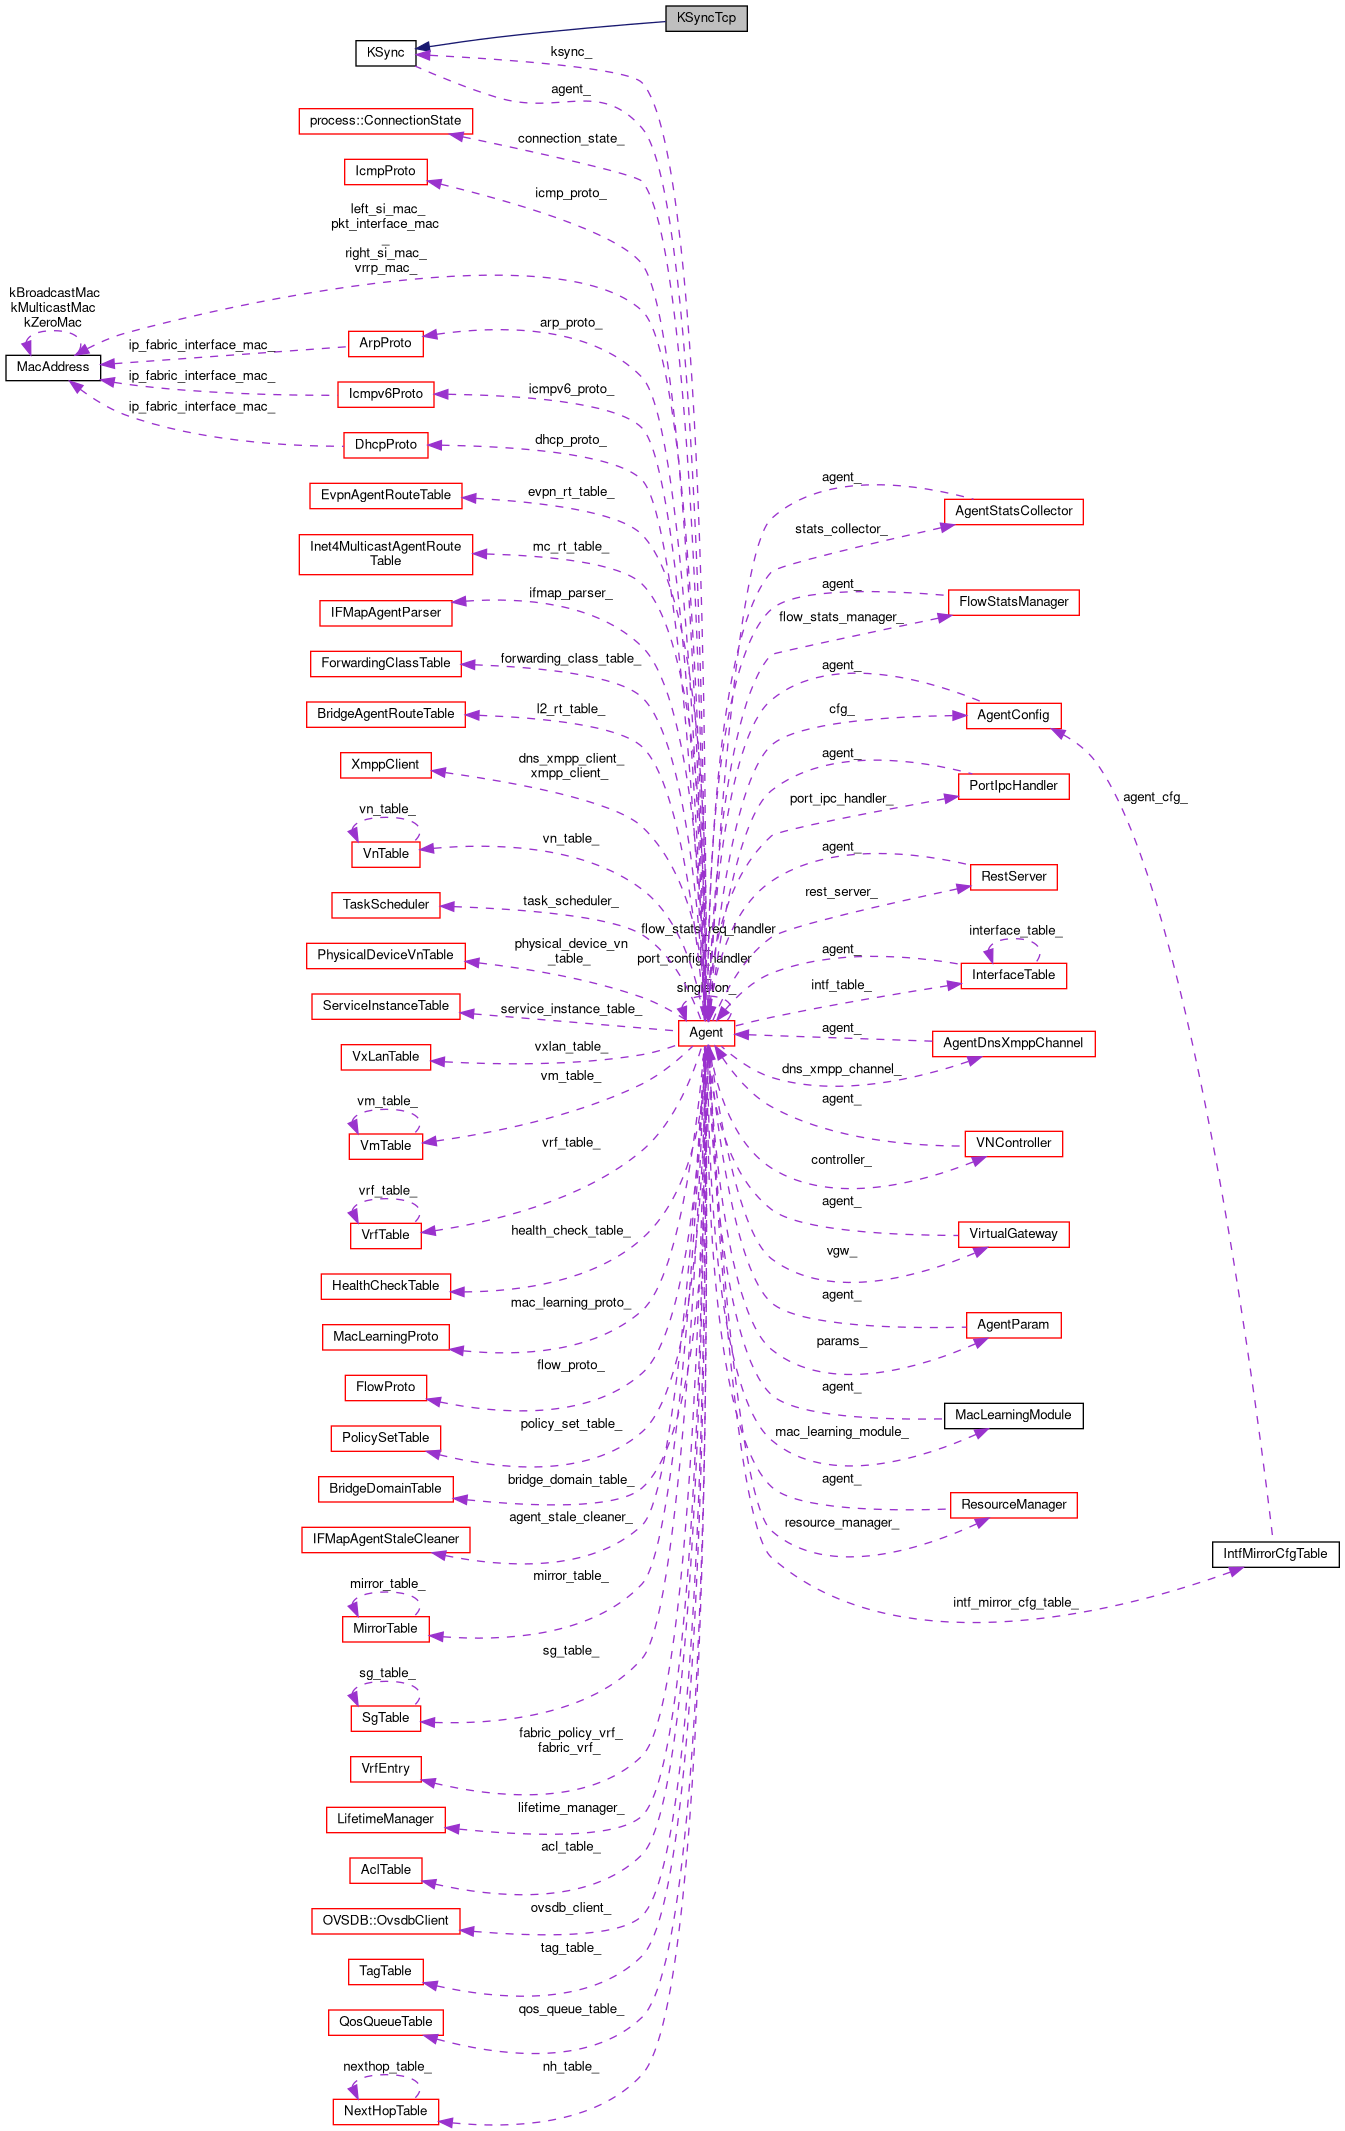 KSyncTcp
KSync
ksync_
agent_
process::ConnectionState
connection_state_
IcmpProto
icmp_proto_
left_si_mac_
pkt_interface_mac
_
right_si_mac_
vrrp_mac_
kBroadcastMac
kMulticastMac
kZeroMac
MacAddress
ip_fabric_interface_mac_
ArpProto
arp_proto_
ip_fabric_interface_mac_
Icmpv6Proto
icmpv6_proto_
ip_fabric_interface_mac_
DhcpProto
dhcp_proto_
EvpnAgentRouteTable
evpn_rt_table_
Inet4MulticastAgentRoute
Table
mc_rt_table_
IFMapAgentParser
ifmap_parser_
ForwardingClassTable
forwarding_class_table_
BridgeAgentRouteTable
l2_rt_table_
XmppClient
dns_xmpp_client_
xmpp_client_
vn_table_
VnTable
vn_table_
TaskScheduler
task_scheduler_
PhysicalDeviceVnTable
physical_device_vn
_table_
ServiceInstanceTable
service_instance_table_
VxLanTable
vxlan_table_
vm_table_
vm_table_
VmTable
vrf_table_
vrf_table_
VrfTable
health_check_table_
HealthCheckTable
mac_learning_proto_
MacLearningProto
flow_proto_
FlowProto
policy_set_table_
PolicySetTable
bridge_domain_table_
BridgeDomainTable
agent_stale_cleaner_
IFMapAgentStaleCleaner
mirror_table_
mirror_table_
MirrorTable
sg_table_
sg_table_
SgTable
fabric_policy_vrf_
fabric_vrf_
VrfEntry
lifetime_manager_
LifetimeManager
acl_table_
AclTable
ovsdb_client_
OVSDB::OvsdbClient
tag_table_
TagTable
qos_queue_table_
QosQueueTable
nh_table_
nexthop_table_
NextHopTable
flow_stats_req_handler
_
port_config_handler
_
singleton_
Agent
agent_
AgentStatsCollector
stats_collector_
agent_
FlowStatsManager
flow_stats_manager_
agent_
cfg_
AgentConfig
agent_
PortIpcHandler
port_ipc_handler_
agent_cfg_
agent_
RestServer
rest_server_
interface_table_
agent_
InterfaceTable
intf_table_
agent_
AgentDnsXmppChannel
dns_xmpp_channel_
agent_
VNController
controller_
agent_
VirtualGateway
vgw_
agent_
AgentParam
params_
agent_
MacLearningModule
mac_learning_module_
agent_
ResourceManager
resource_manager_
IntfMirrorCfgTable
intf_mirror_cfg_table_